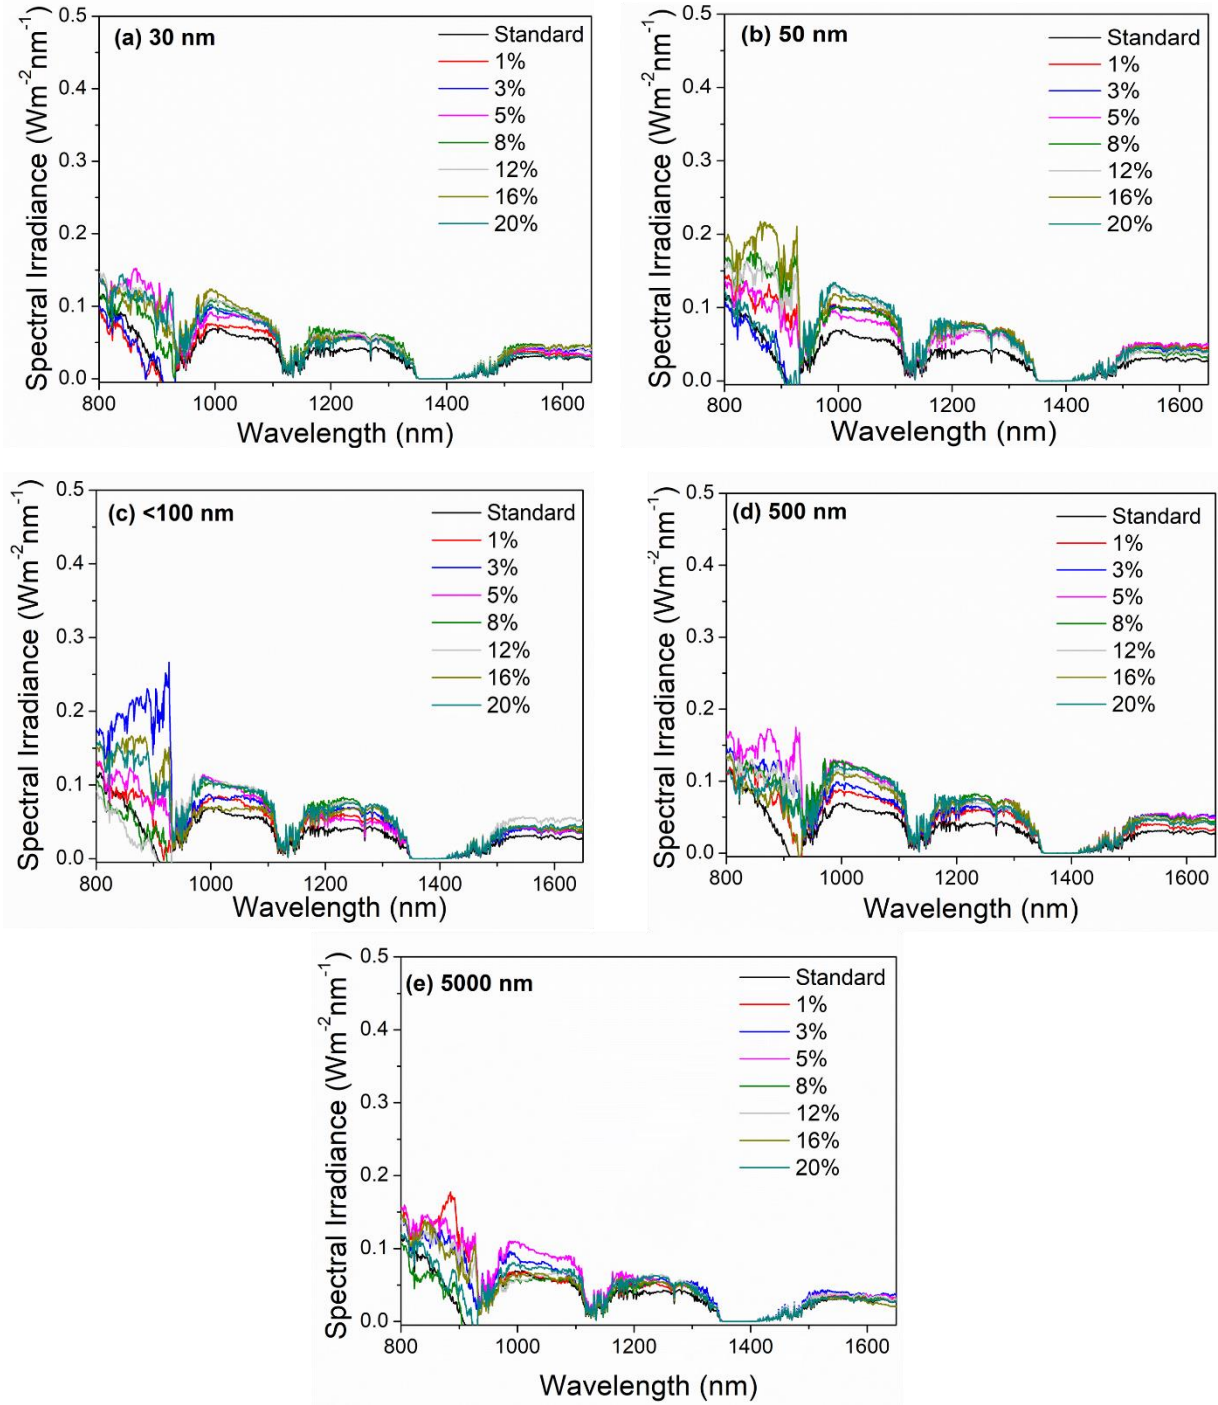 Spectral Irradiance (Wm⁻²nm⁻¹)
(a) 30 nm
Standard
1%
3%
5%
8%
12%
16%
20%
0.5
0.4
0.3
0.2
0.1
0.0
800 1000 1200 1400 1600
Wavelength (nm)
Spectral Irradiance (Wm⁻²nm⁻¹)
(b) 50 nm
Standard
1%
3%
5%
8%
12%
16%
20%
0.5
0.4
0.3
0.2
0.1
0.0
800 1000 1200 1400 1600
Wavelength (nm)
Spectral Irradiance (Wm⁻²nm⁻¹)
(c) <100 nm
Standard
1%
3%
5%
8%
12%
16%
20%
0.5
0.4
0.3
0.2
0.1
0.0
800 1000 1200 1400 1600
Wavelength (nm)
Spectral Irradiance (Wm⁻²nm⁻¹)
(d) 500 nm
Standard
1%
3%
5%
8%
12%
16%
20%
0.5
0.4
0.3
0.2
0.1
0.0
800 1000 1200 1400 1600
Wavelength (nm)
Spectral Irradiance (Wm⁻²nm⁻¹)
(e) 5000 nm
Standard
1%
3%
5%
8%
12%
16%
20%
0.5
0.4
0.3
0.2
0.1
0.0
800 1000 1200 1400 1600
Wavelength (nm)